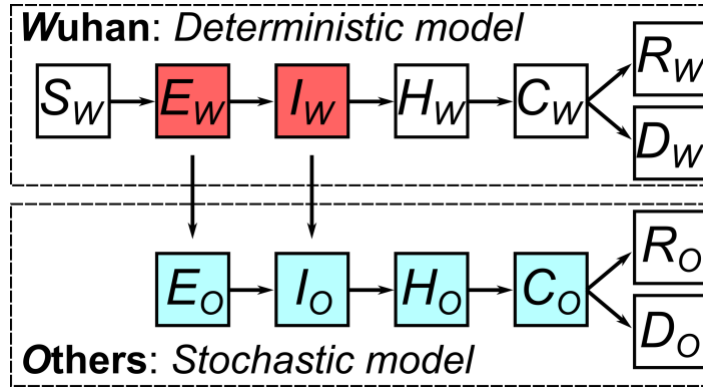 Wuhan: Deterministic model
S_W E_W I_W H_W C_W R_W
D_W
E_O I_O H_O C_O R_O
D_O
Others: Stochastic model